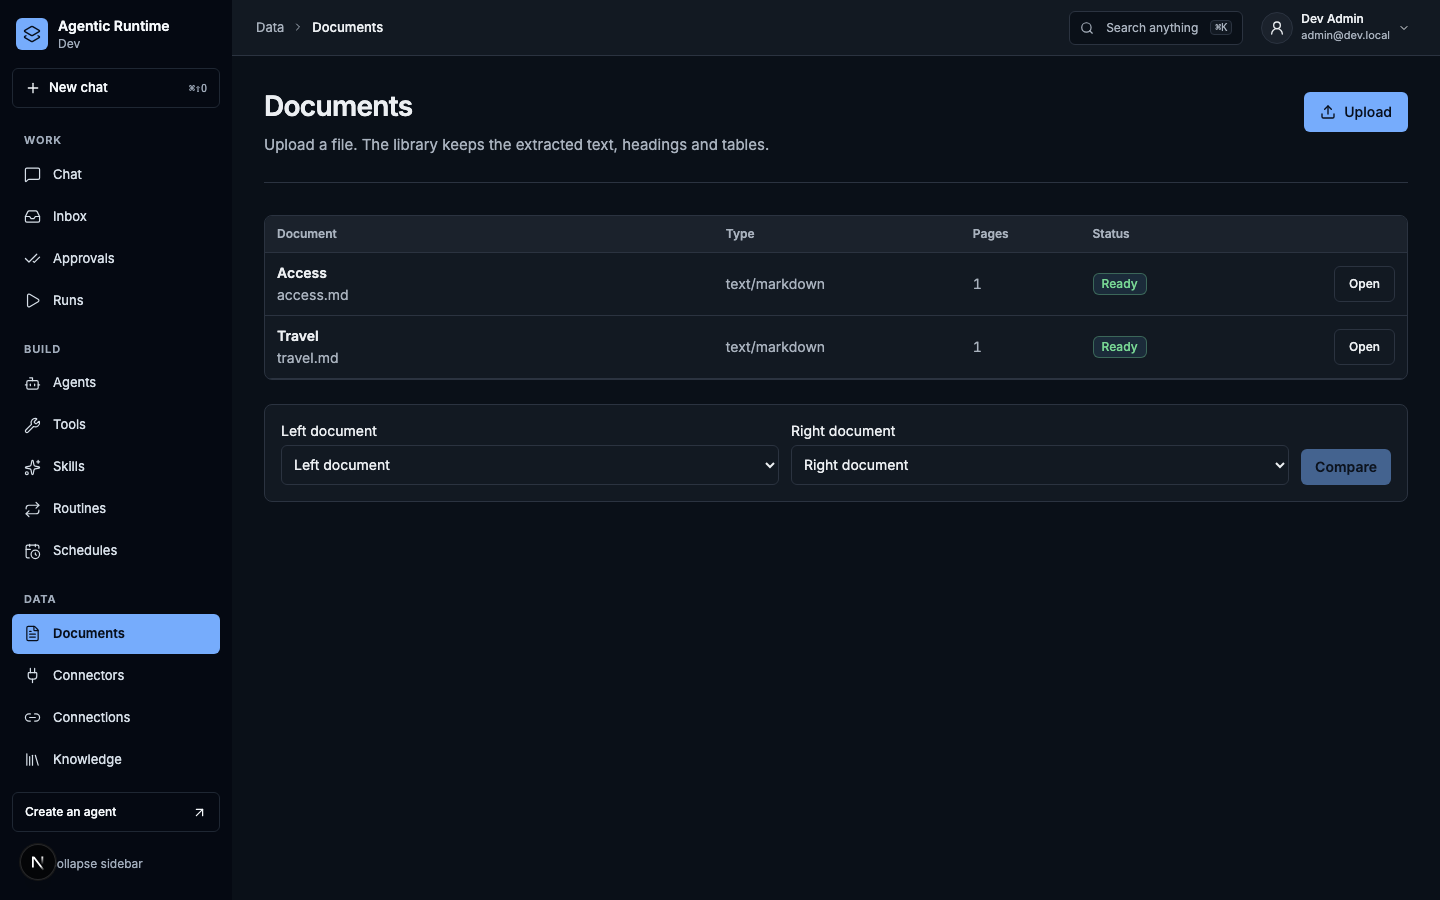 Agentic Runtime
Dev
New chat ⌘⇧O
WORK
Chat
Inbox
Approvals
Runs
BUILD
Agents
Tools
Skills
Routines
Schedules
DATA
Documents
Connectors
Connections
Knowledge
Create an agent
N ollapse sidebar
Data > Documents
Search anything ⌘K
Dev Admin
admin@dev.local
Documents
Upload
Upload a file. The library keeps the extracted text, headings and tables.
Document Type Pages Status
Access
access.md text/markdown 1 Ready Open
Travel
travel.md text/markdown 1 Ready Open
Left document Right document
Left document Right document Compare